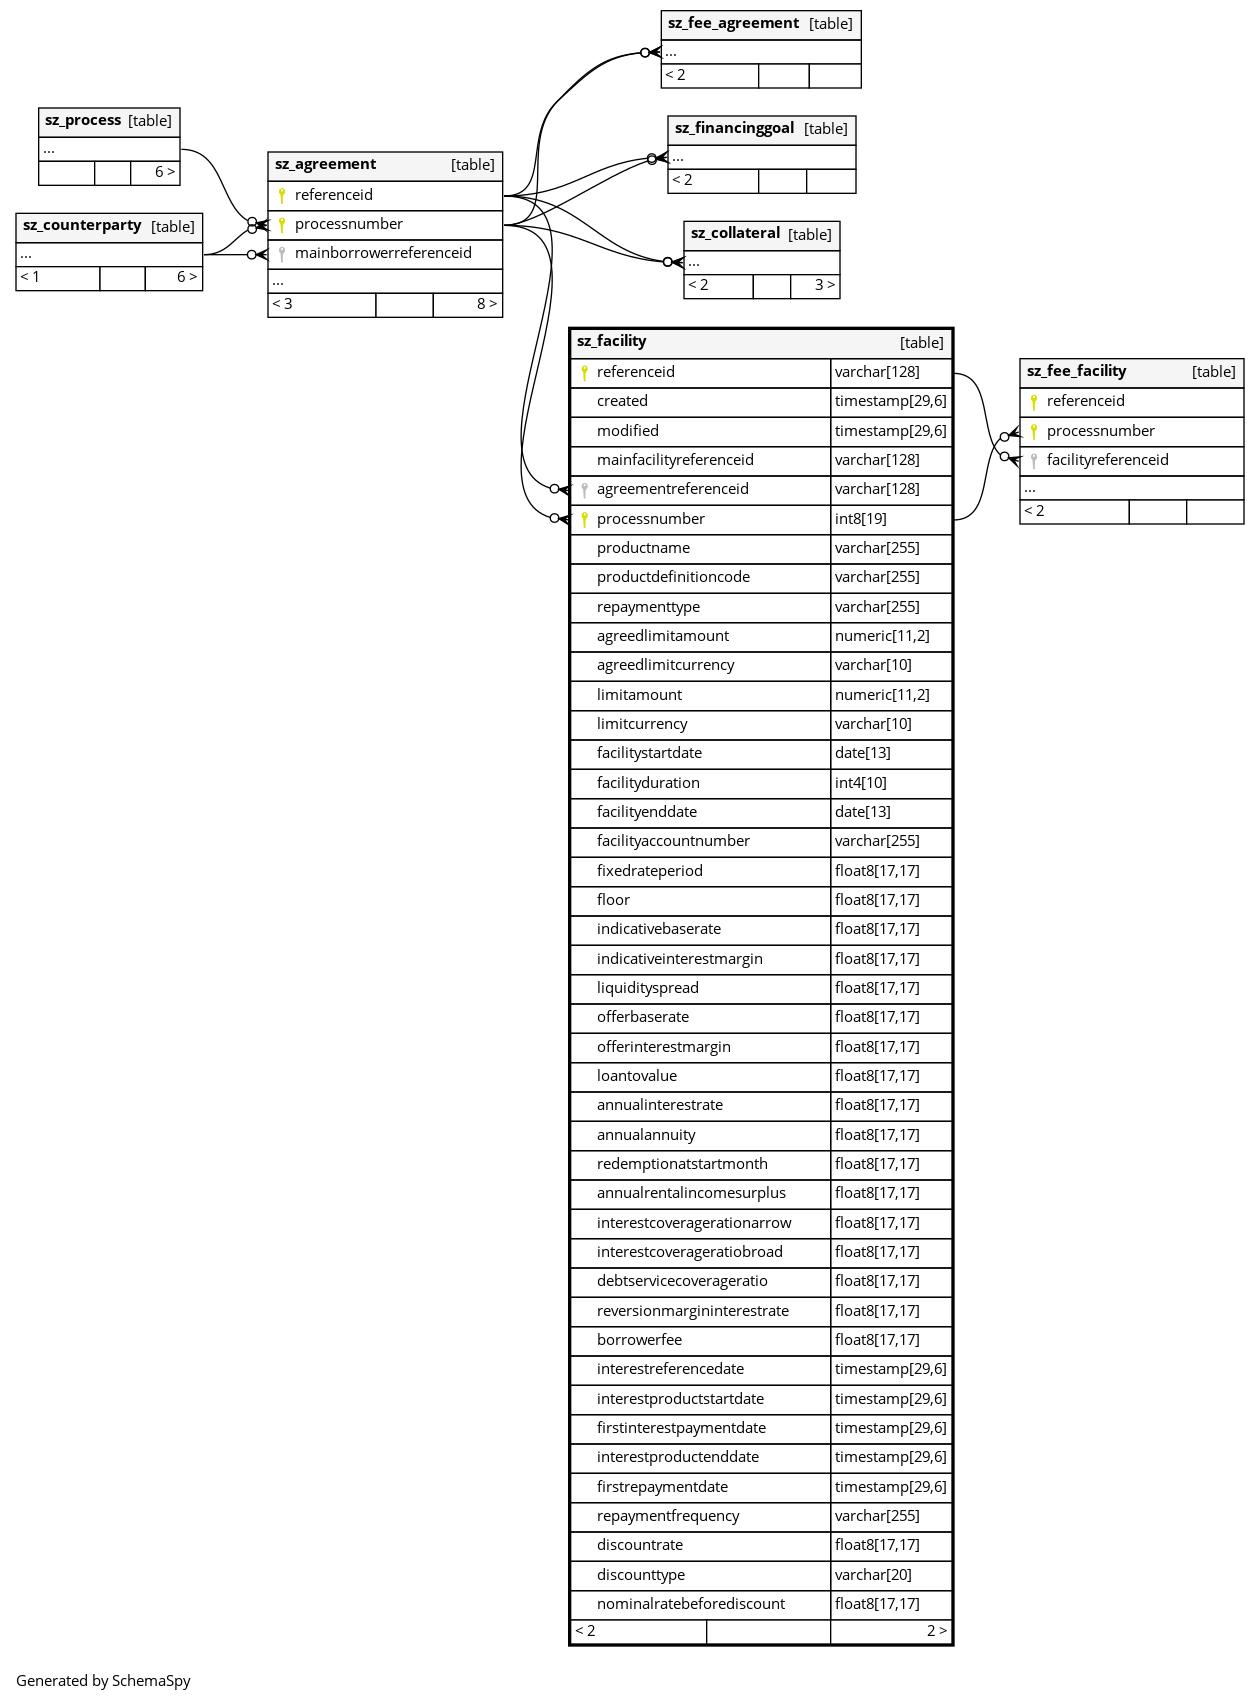 sz_fee_agreement [table]
...
< 2
sz_process [table]
...
6 >
sz_financinggoal [table]
...
< 2
sz_agreement [table]
referenceid
processnumber
mainborrowerreferenceid
...
< 3 8 >
sz_counterparty [table]
...
< 1 6 >
sz_collateral [table]
...
< 2 3 >
sz_facility [table]
referenceid varchar[128]
created timestamp[29,6]
modified timestamp[29,6]
mainfacilityreferenceid varchar[128]
agreementreferenceid varchar[128]
processnumber int8[19]
productname varchar[255]
productdefinitioncode varchar[255]
repaymenttype varchar[255]
agreedlimitamount numeric[11,2]
agreedlimitcurrency varchar[10]
limitamount numeric[11,2]
limitcurrency varchar[10]
facilitystartdate date[13]
facilityduration int4[10]
facilityenddate date[13]
facilityaccountnumber varchar[255]
fixedrateperiod float8[17,17]
floor float8[17,17]
indicativebaserate float8[17,17]
indicativeinterestmargin float8[17,17]
liquidityspread float8[17,17]
offerbaserate float8[17,17]
offerinterestmargin float8[17,17]
loantovalue float8[17,17]
annualinterestrate float8[17,17]
annualannuity float8[17,17]
redemptionatstartmonth float8[17,17]
annualrentalincomesurplus float8[17,17]
interestcoveragerationarrow float8[17,17]
interestcoverageratiobroad float8[17,17]
debtservicecoverageratio float8[17,17]
reversionmargininterestrate float8[17,17]
borrowerfee float8[17,17]
interestreferencedate timestamp[29,6]
interestproductstartdate timestamp[29,6]
firstinterestpaymentdate timestamp[29,6]
interestproductenddate timestamp[29,6]
firstrepaymentdate timestamp[29,6]
repaymentfrequency varchar[255]
discountrate float8[17,17]
discounttype varchar[20]
nominalratebeforediscount float8[17,17]
< 2 2 >
sz_fee_facility [table]
referenceid
processnumber
facilityreferenceid
...
< 2
Generated by SchemaSpy